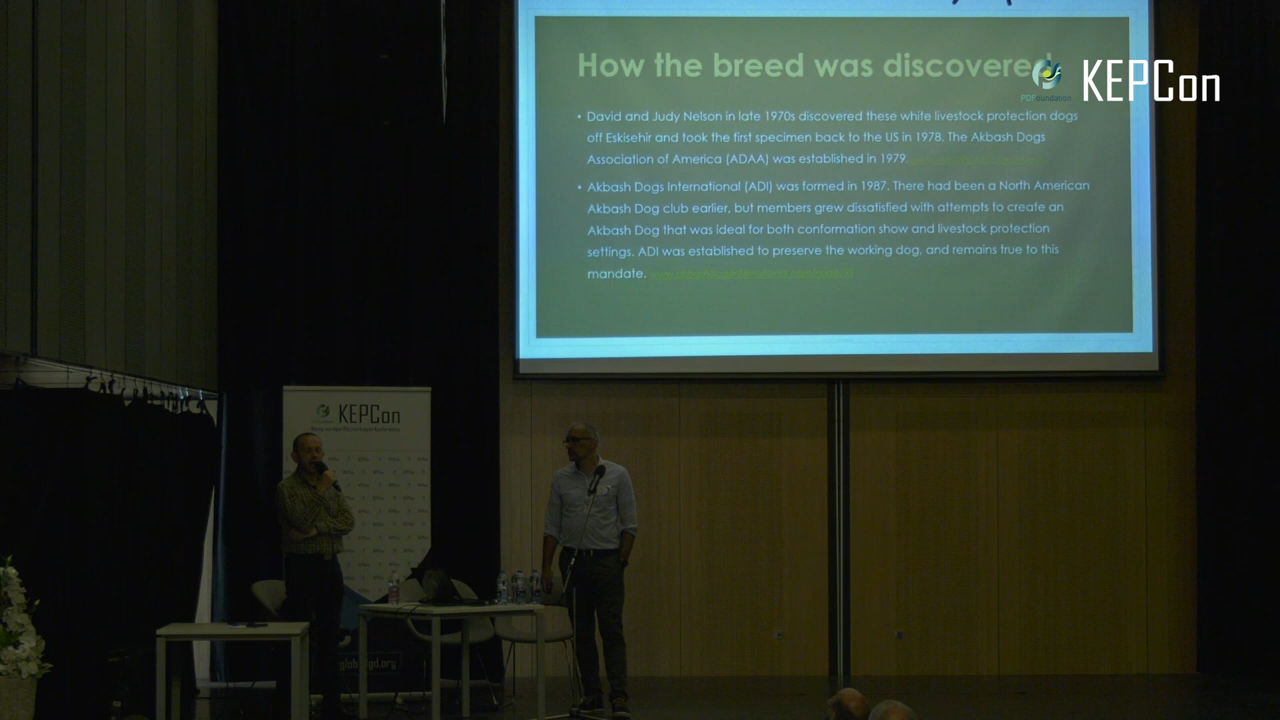 How the breed was discovered
PDFoundation
KEPCon
• David and Judy Nelson in late 1970s discovered these white livestock protection dogs
off Eskisehir and took the first specimen back to the US in 1978. The Akbash Dogs
Association of America (ADAA) was established in 1979.
• Akbash Dogs International (ADI) was formed in 1987. There had been a North American
Akbash Dog club earlier, but members grew dissatisfied with attempts to create an
Akbash Dog that was ideal for both conformation show and livestock protection
settings. ADI was established to preserve the working dog, and remains true to this
mandate.
KEPCon